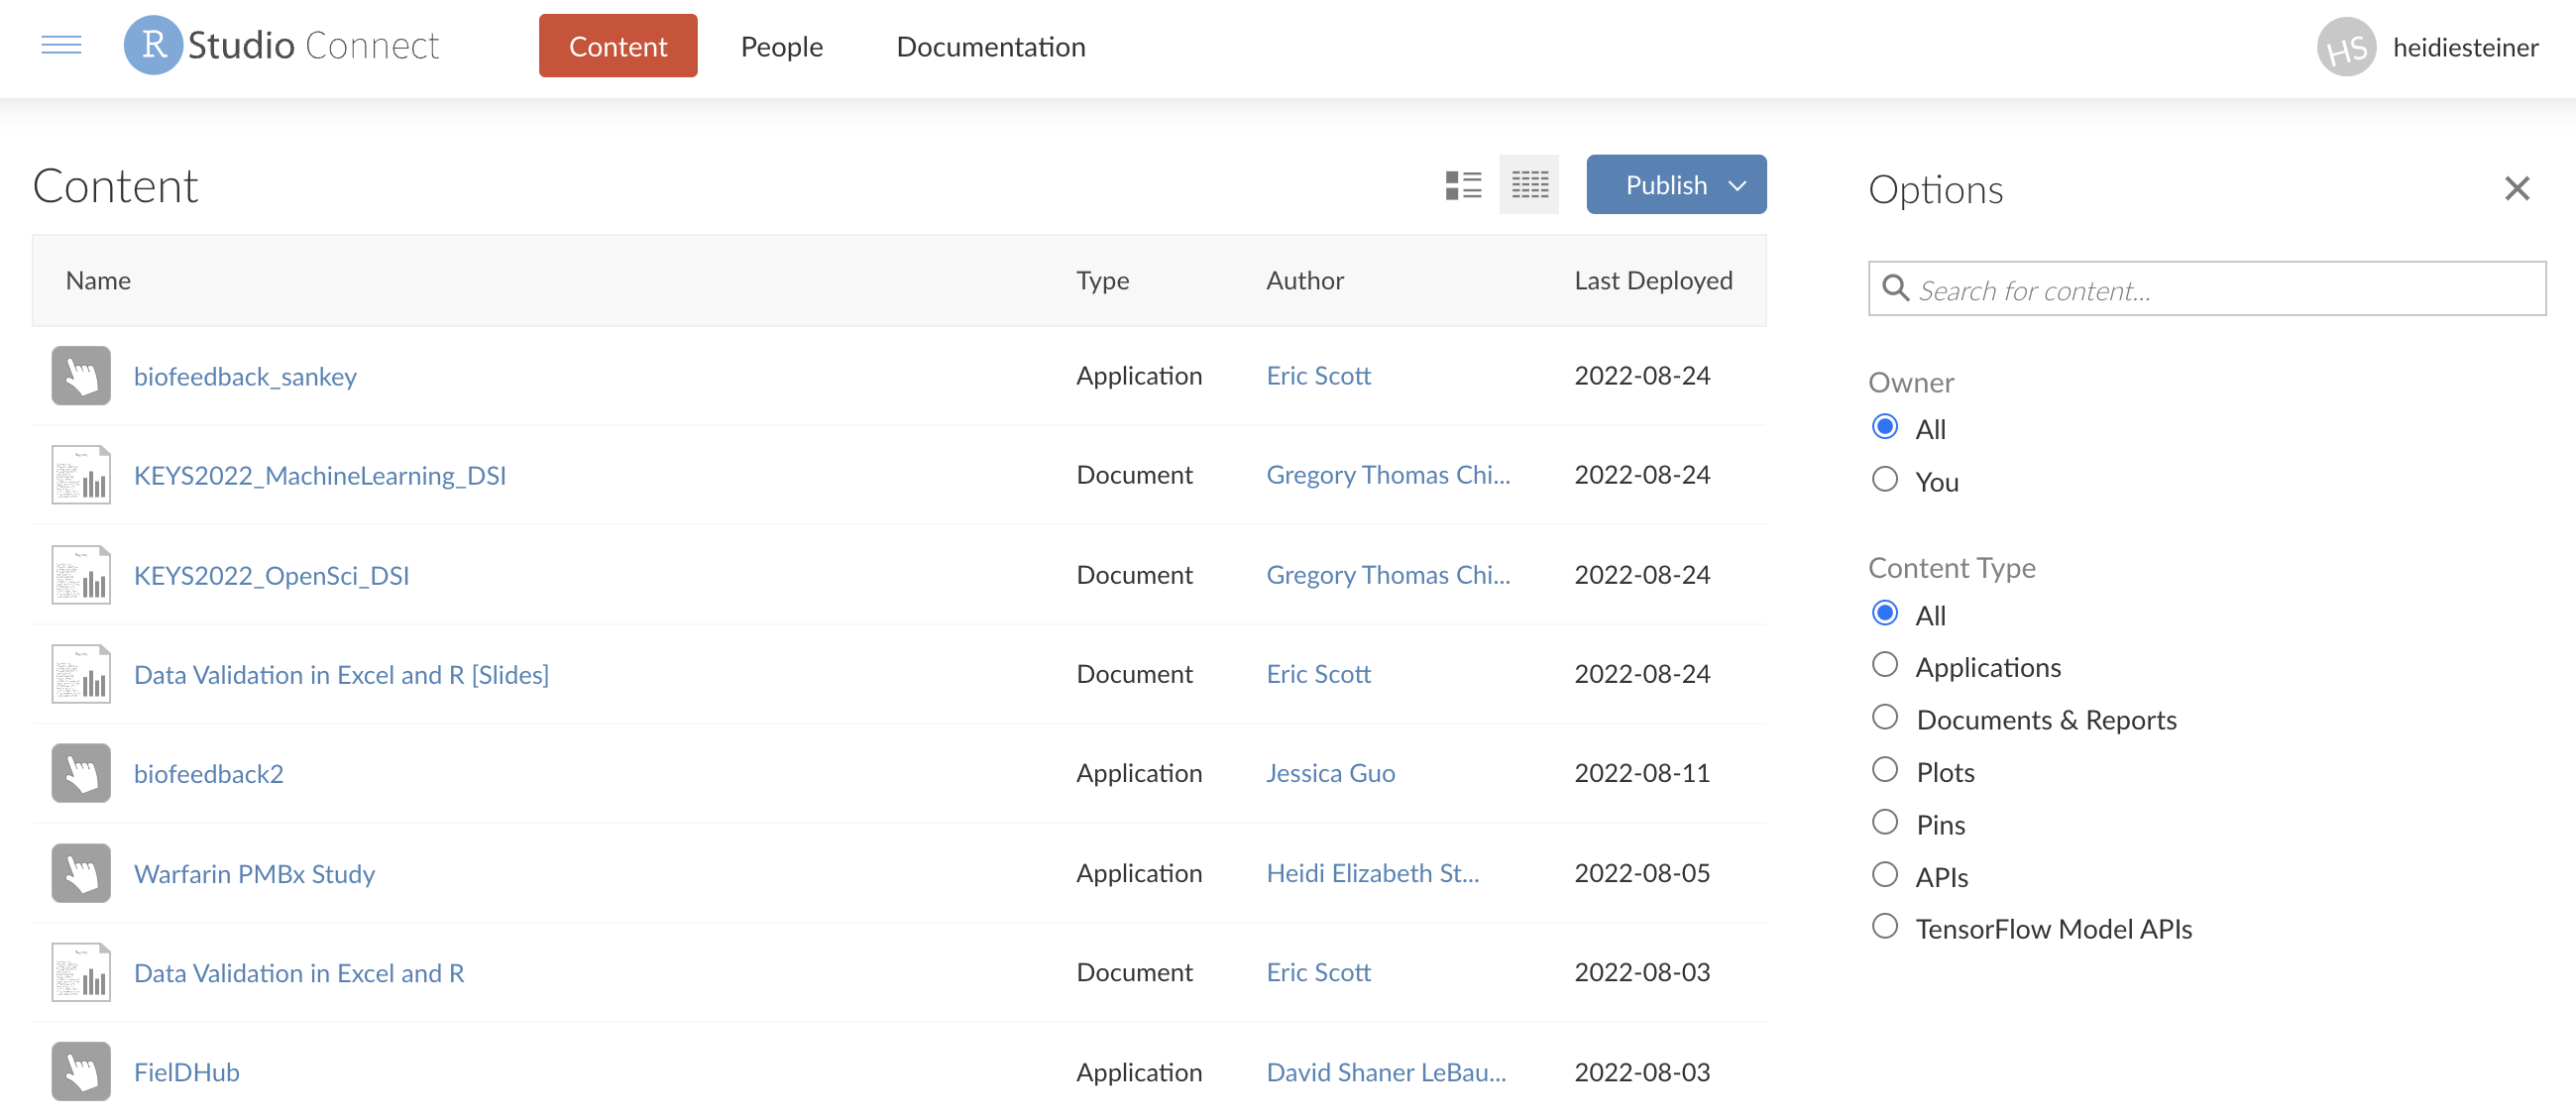 R Studio Connect Content People Documentation HS heidiesteiner
Content Publish
Name Type Author Last Deployed
biofeedback_sankey Application Eric Scott 2022-08-24
KEYS2022_MachineLearning_DSI Document Gregory Thomas Chi... 2022-08-24
KEYS2022_OpenSci_DSI Document Gregory Thomas Chi... 2022-08-24
Data Validation in Excel and R [Slides] Document Eric Scott 2022-08-24
biofeedback2 Application Jessica Guo 2022-08-11
Warfarin PMBx Study Application Heidi Elizabeth St... 2022-08-05
Data Validation in Excel and R Document Eric Scott 2022-08-03
FielDHub Application David Shaner LeBau... 2022-08-03
Options
Search for content...
Owner
All
You
Content Type
All
Applications
Documents & Reports
Plots
Pins
APIs
TensorFlow Model APIs